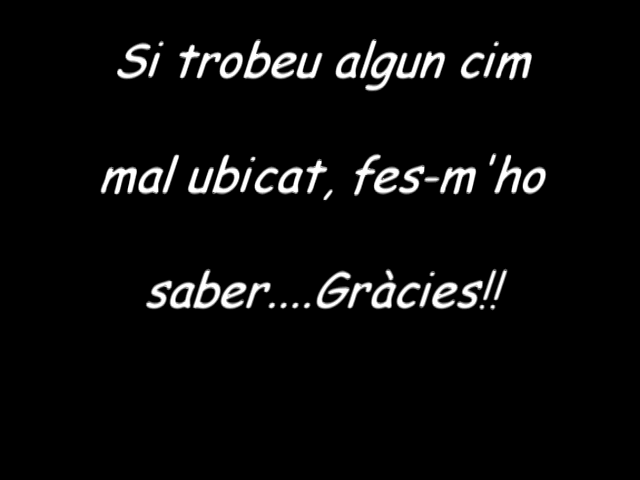 Si trobeu algun cim
mal ubicat, fes-m'ho
saber....Gràcies!!